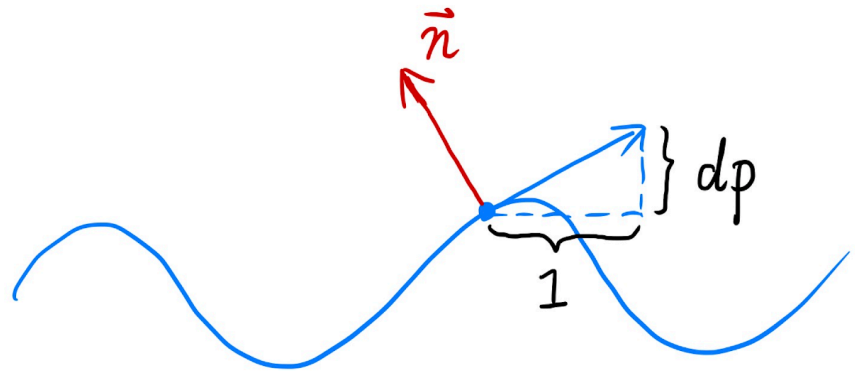 n⃗
} dp
1